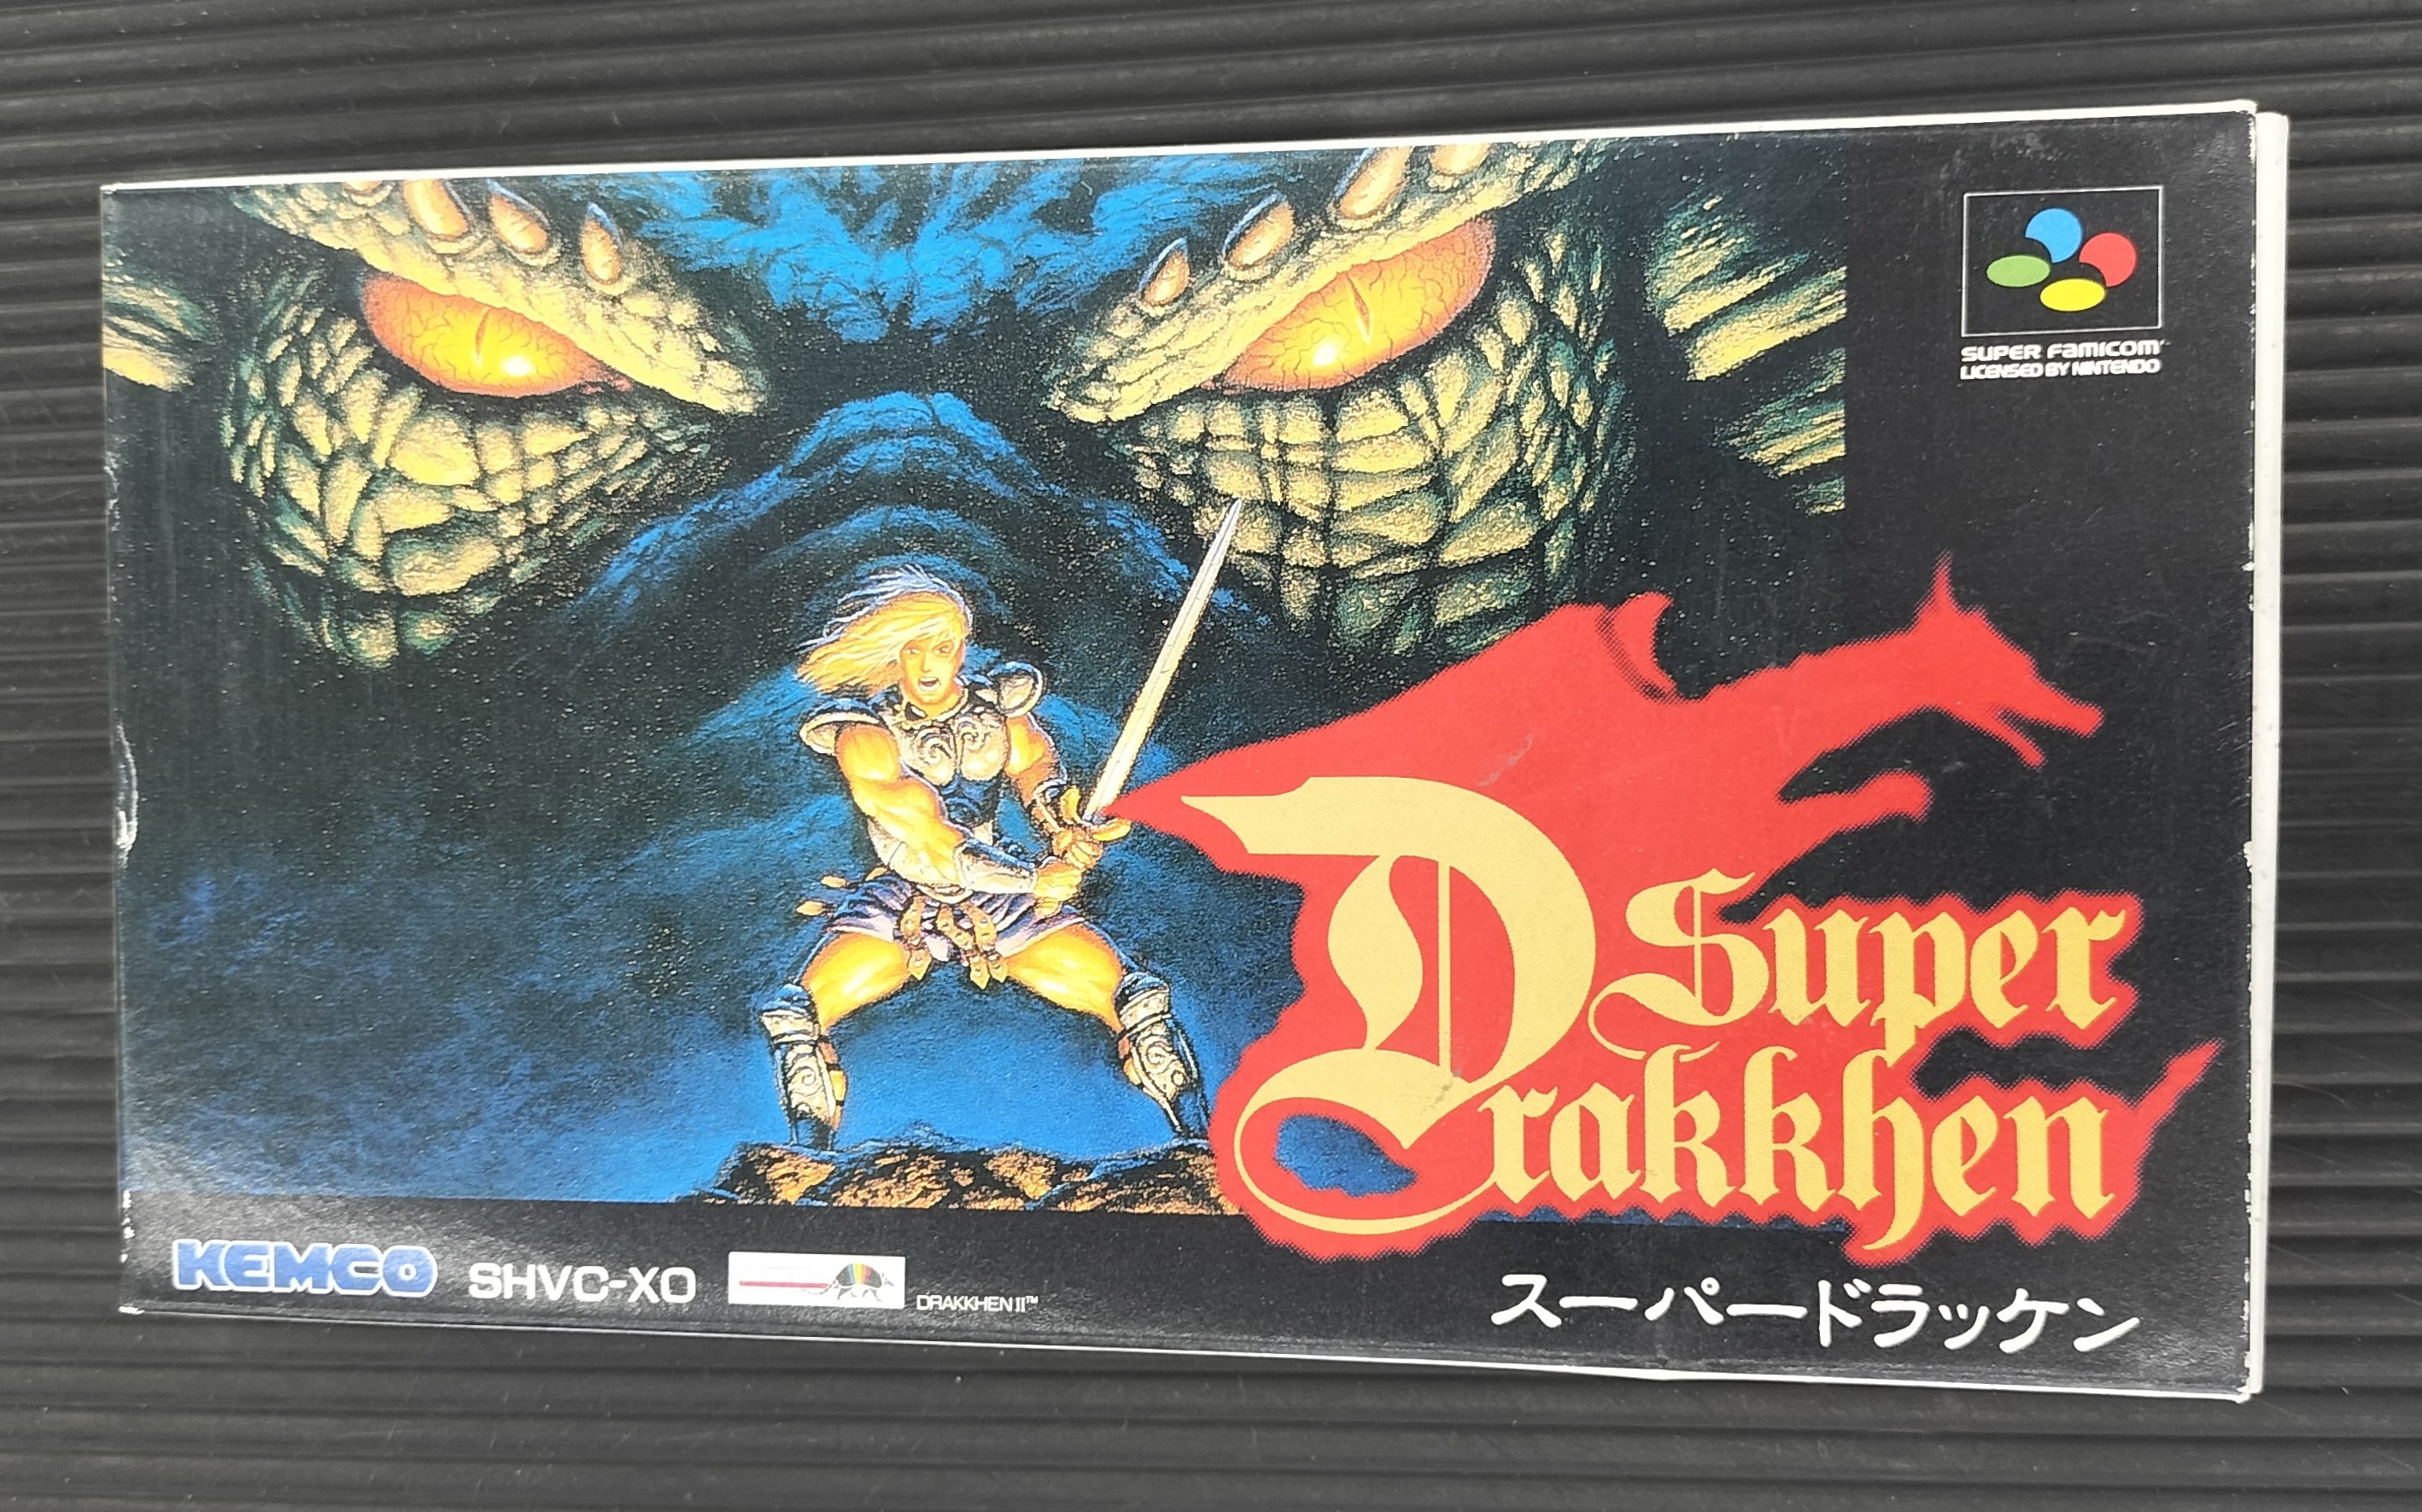 SUPER FAMICOM™
LICENSED BY NINTENDO
Super
Drakkhen
スーパードラッケン
KEMCO
SHVC-XO
DRAKKHEN II™